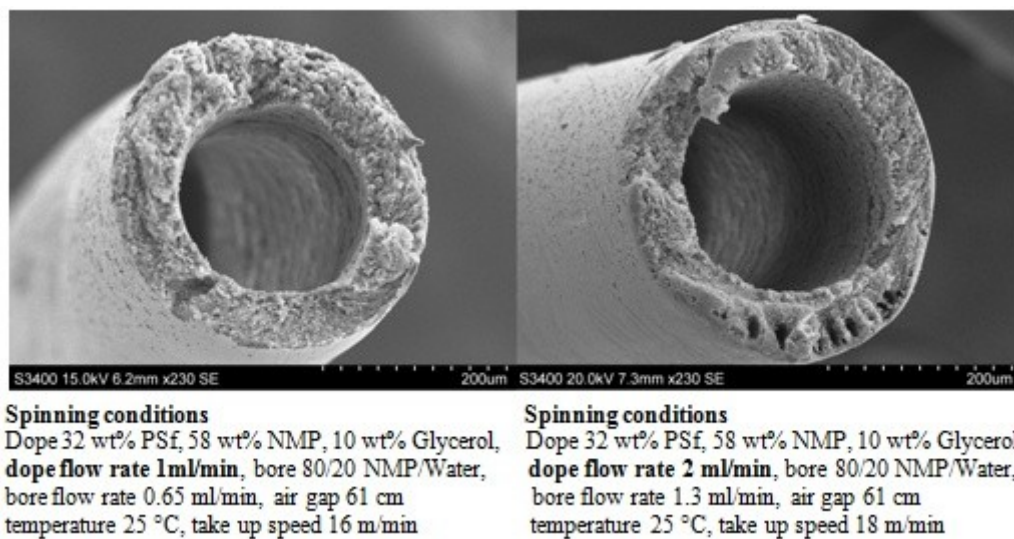 S3400 15.0kV 6.2mm x230 SE
200um
S3400 20.0kV 7.3mm x230 SE
200um
Spinning conditions
Dope 32 wt% PSf, 58 wt% NMP, 10 wt% Glycerol,
dope flow rate 1ml/min, bore 80/20 NMP/Water,
bore flow rate 0.65 ml/min, air gap 61 cm
temperature 25 °C, take up speed 16 m/min
Spinning conditions
Dope 32 wt% PSf, 58 wt% NMP, 10 wt% Glycerol
dope flow rate 2 ml/min, bore 80/20 NMP/Water,
bore flow rate 1.3 ml/min, air gap 61 cm
temperature 25 °C, take up speed 18 m/min